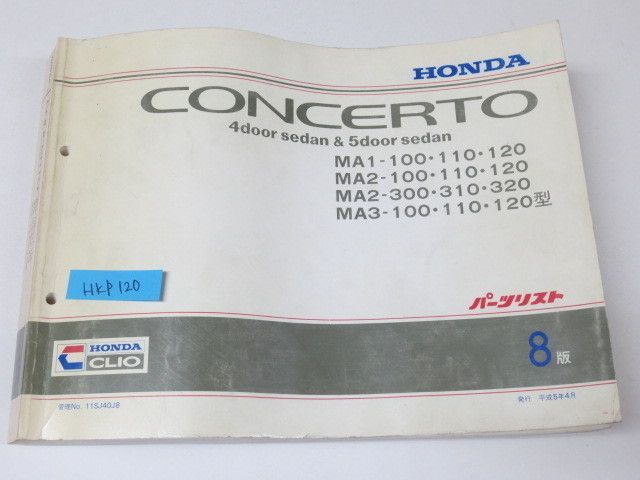 HONDA
CONCERTO
4door sedan & 5door sedan
MA1-100・110・120
MA2-100・110・120
MA2-300・310・320
MA3-100・110・120型
HKP 120
パーツリスト
HONDA
CLIO
8版
管理No. 11SJ40J8
発行 平成5年4月